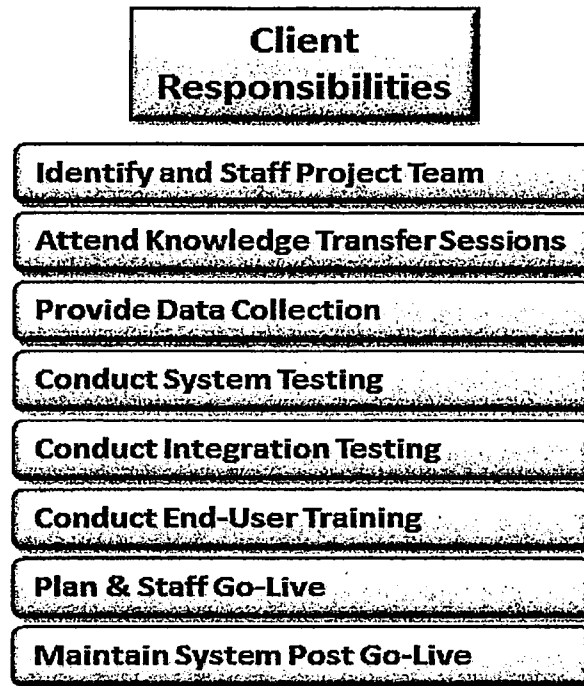 Client
Responsibilities
Identify and Staff Project Team
Attend Knowledge Transfer Sessions
Provide Data Collection
Conduct System Testing
Conduct Integration Testing
Conduct End-User Training
Plan & Staff Go-Live
Maintain System Post Go-Live